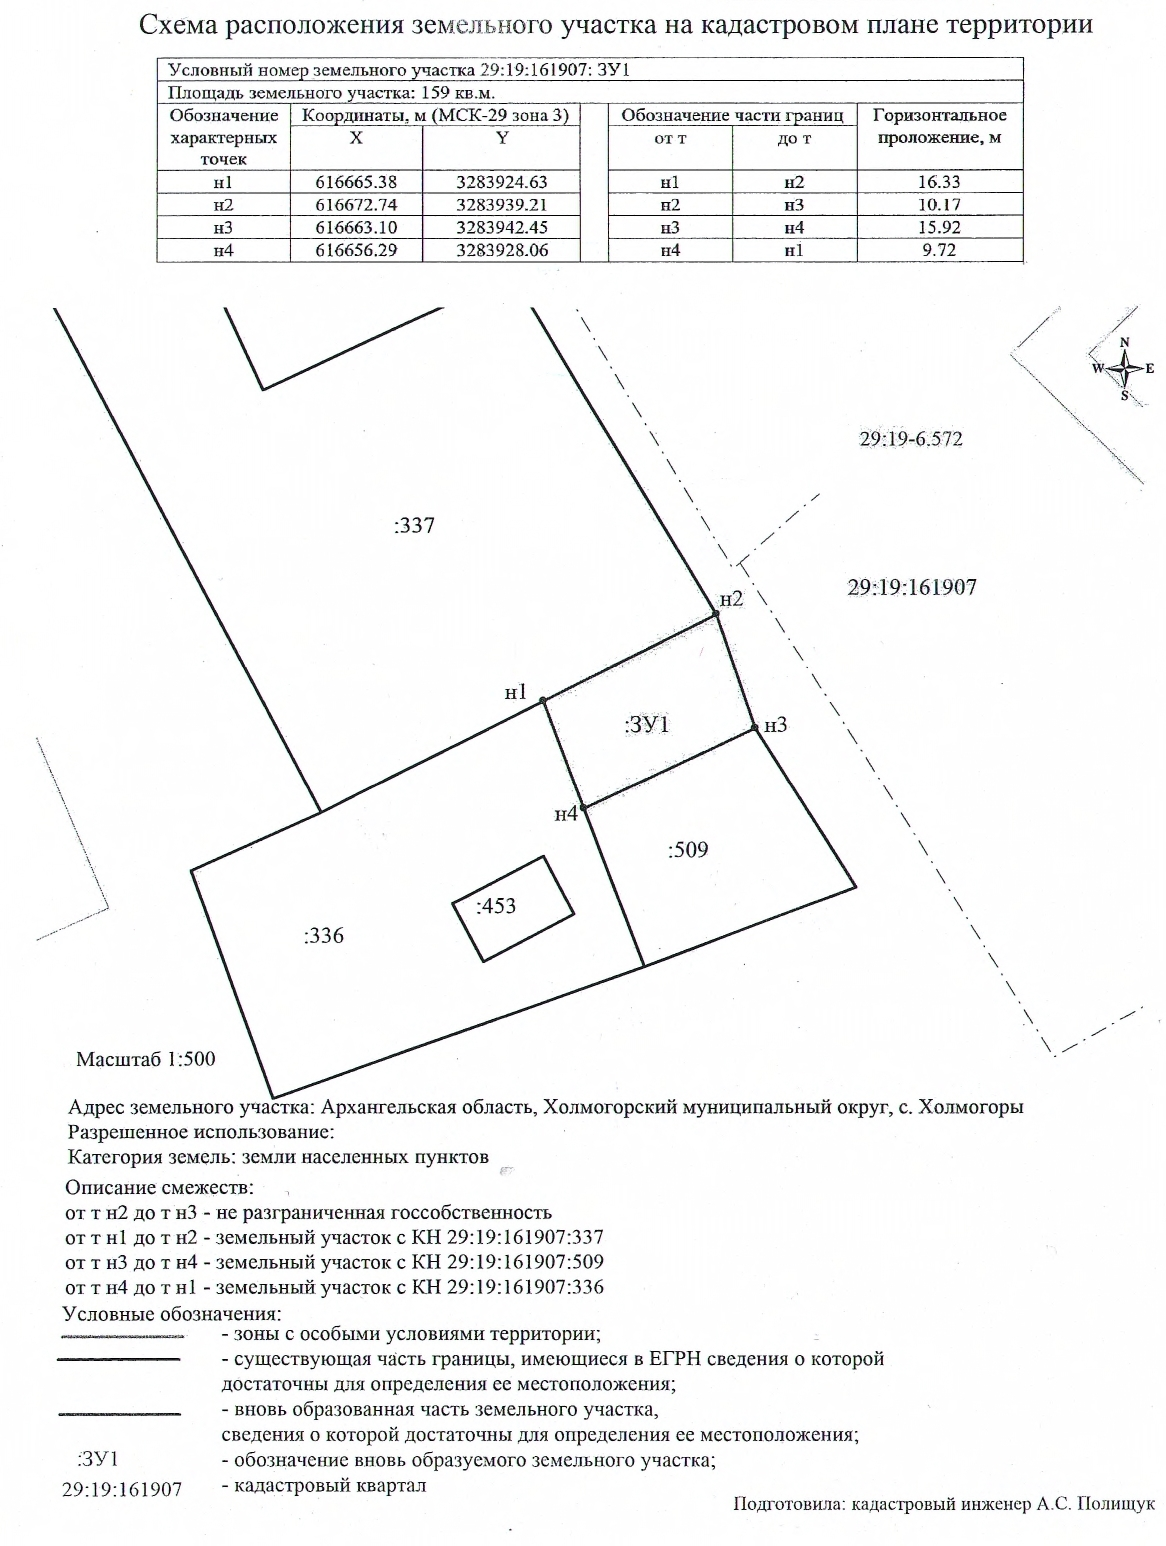 Схема расположения земельного участка на кадастровом плане территории
Условный номер земельного участка 29:19:161907: ЗУ1
Площадь земельного участка: 159 кв.м.
Обозначение характерных точек
Координаты, м (МСК-29 зона 3)
X Y
Обозначение части границ
от т до т
Горизонтальное проложение, м
н1 616665.38 3283924.63 н1 н2 16.33
н2 616672.74 3283939.21 н2 н3 10.17
н3 616663.10 3283942.45 н3 н4 15.92
н4 616656.29 3283928.06 н4 н1 9.72
N
W E
S
29:19-6.572
:337
29:19:161907
н2
н1
:ЗУ1
н3
н4
:509
:453
:336
Масштаб 1:500
Адрес земельного участка: Архангельская область, Холмогорский муниципальный округ, с. Холмогоры
Разрешенное использование:
Категория земель: земли населенных пунктов
Описание смежеств:
от т н2 до т н3 - не разграниченная госсобственность
от т н1 до т н2 - земельный участок с КН 29:19:161907:337
от т н3 до т н4 - земельный участок с КН 29:19:161907:509
от т н4 до т н1 - земельный участок с КН 29:19:161907:336
Условные обозначения:
- зоны с особыми условиями территории;
- существующая часть границы, имеющиеся в ЕГРН сведения о которой
достаточны для определения ее местоположения;
- вновь образованная часть земельного участка,
сведения о которой достаточны для определения ее местоположения;
:ЗУ1 - обозначение вновь образуемого земельного участка;
29:19:161907 - кадастровый квартал
Подготовила: кадастровый инженер А.С. Полищук